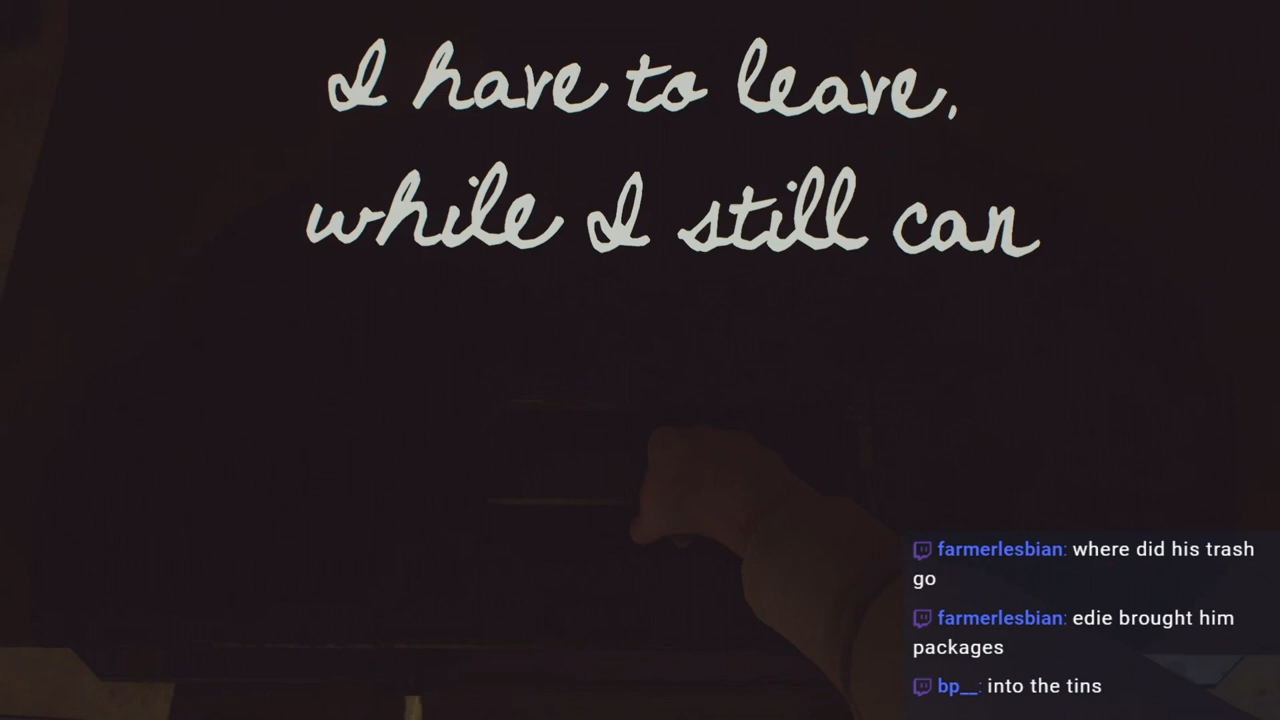 I have to leave,
while I still can
farmerlesbian: where did his trash
go
farmerlesbian: edie brought him
packages
bp__: into the tins